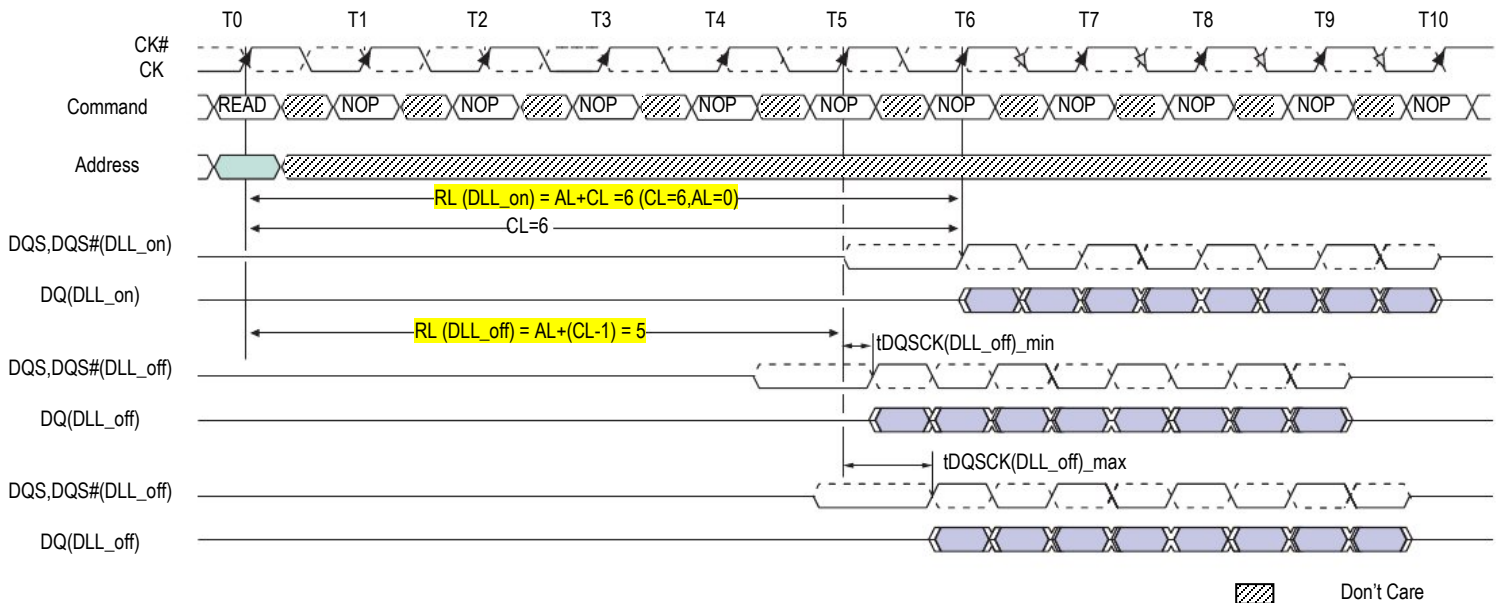 T0 T1 T2 T3 T4 T5 T6 T7 T8 T9 T10
CK#
CK
Command READ NOP NOP NOP NOP NOP NOP NOP NOP NOP NOP
Address
RL (DLL_on) = AL+CL =6 (CL=6,AL=0)
CL=6
DQS,DQS#(DLL_on)
DQ(DLL_on)
RL (DLL_off) = AL+(CL-1) = 5
tDQSCK(DLL_off)_min
DQS,DQS#(DLL_off)
DQ(DLL_off)
tDQSCK(DLL_off)_max
DQS,DQS#(DLL_off)
DQ(DLL_off)
Don't Care